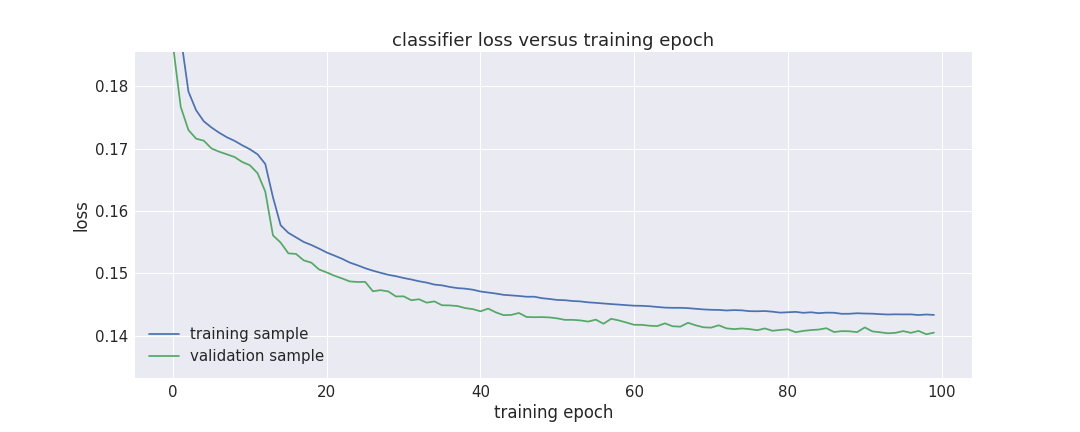 classifier loss versus training epoch
0.18
0.17
0.16
0.15
0.14
loss
training sample
validation sample
0 20 40 60 80 100
training epoch